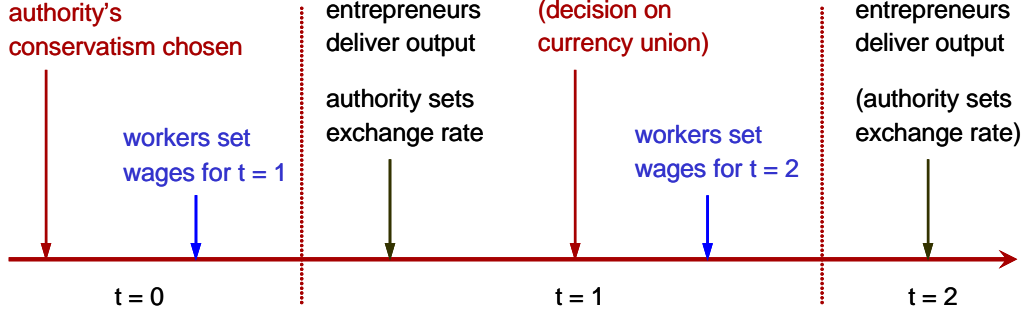 authority's
conservatism chosen
workers set
wages for t = 1
entrepreneurs
deliver output
authority sets
exchange rate
(decision on
currency union)
workers set
wages for t = 2
entrepreneurs
deliver output
(authority sets
exchange rate)
t = 0
t = 1
t = 2